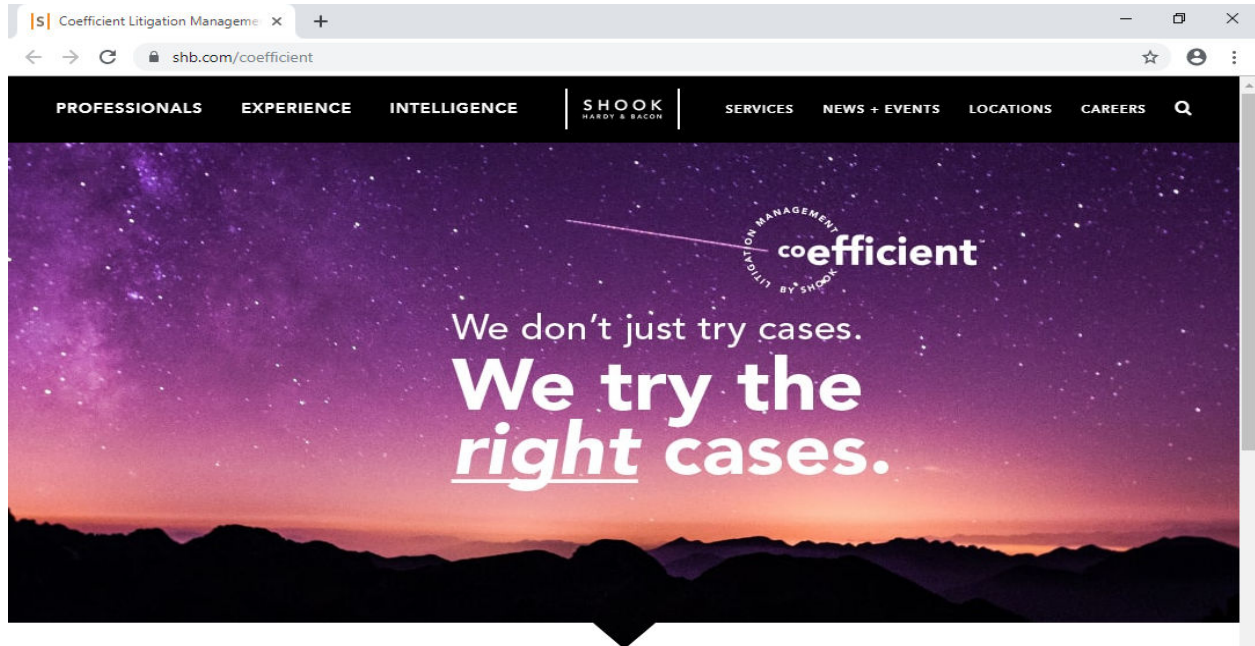 |S| Coefficient Litigation Manageme
shb.com/coefficient
PROFESSIONALS EXPERIENCE INTELLIGENCE SHOOK SERVICES NEWS + EVENTS LOCATIONS CAREERS
HARDY & BACON
LITIGATION MANAGEMENT BY SHOOK
coefficient™
We don't just try cases.
We try the
right cases.